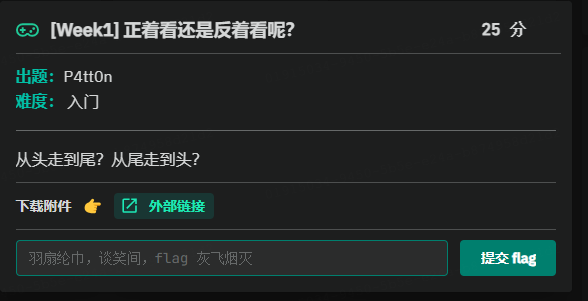 [Week1] 正着看还是反着看呢？ 25 分
出题： P4tt0n
难度： 入门
从头走到尾？从尾走到头？
下载附件 👉 外部链接
羽扇纶巾，谈笑间，flag 灰飞烟灭 提交 flag